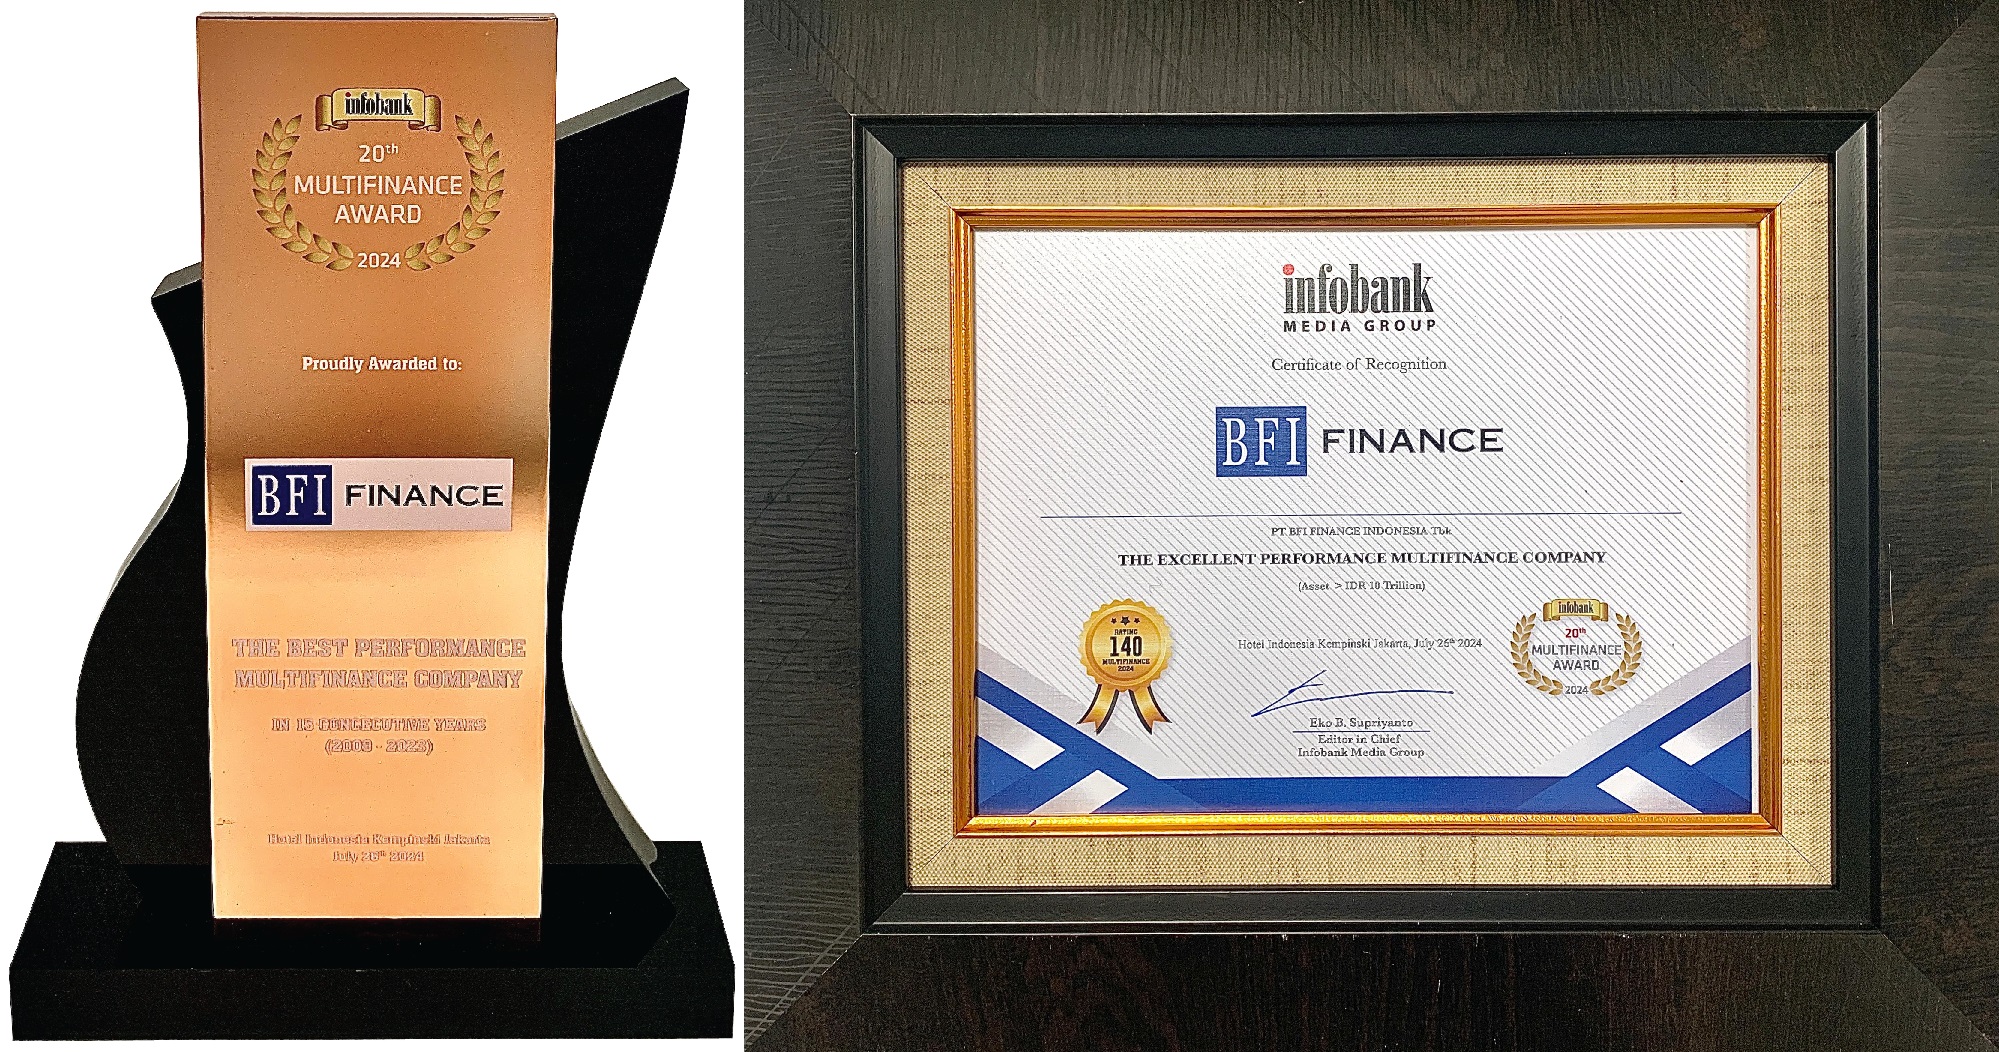 infobank
20th
MULTIFINANCE
AWARD
2024
Proudly Awarded to:
BFI FINANCE
THE BEST PERFORMANCE
MULTIFINANCE COMPANY
IN 15 CONCECUTIVE YEARS
(2009 - 2023)
Hotel Indonesia Kempinski Jakarta
July 26th 2024
infobank
MEDIA GROUP
Certificate of Recognition
BFI FINANCE
PT BFI FINANCE INDONESIA Tbk
THE EXCELLENT PERFORMANCE MULTIFINANCE COMPANY
(Asset > IDR 10 Trillion)
RATING
140
MULTIFINANCE
2024
Hotel Indonesia Kempinski Jakarta, July 26th 2024
Eko B. Supriyanto
Editor in Chief
Infobank Media Group
infobank
20th
MULTIFINANCE
AWARD
2024